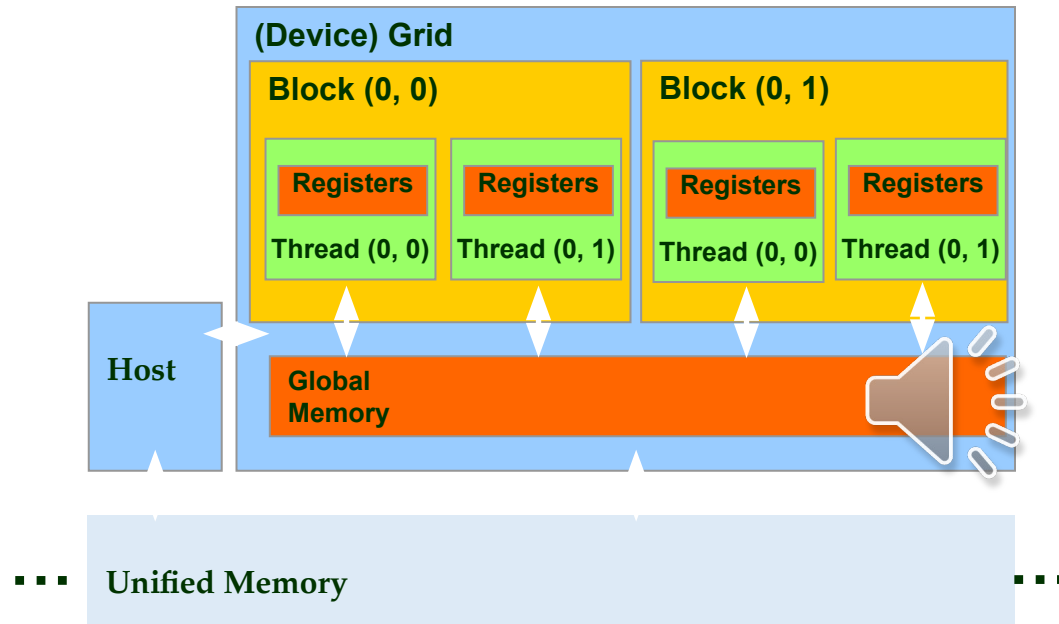 (Device) Grid
Block (0, 0)
Block (0, 1)
Registers
Registers
Registers
Registers
Thread (0, 0)
Thread (0, 1)
Thread (0, 0)
Thread (0, 1)
Host
Global
Memory
... Unified Memory ...